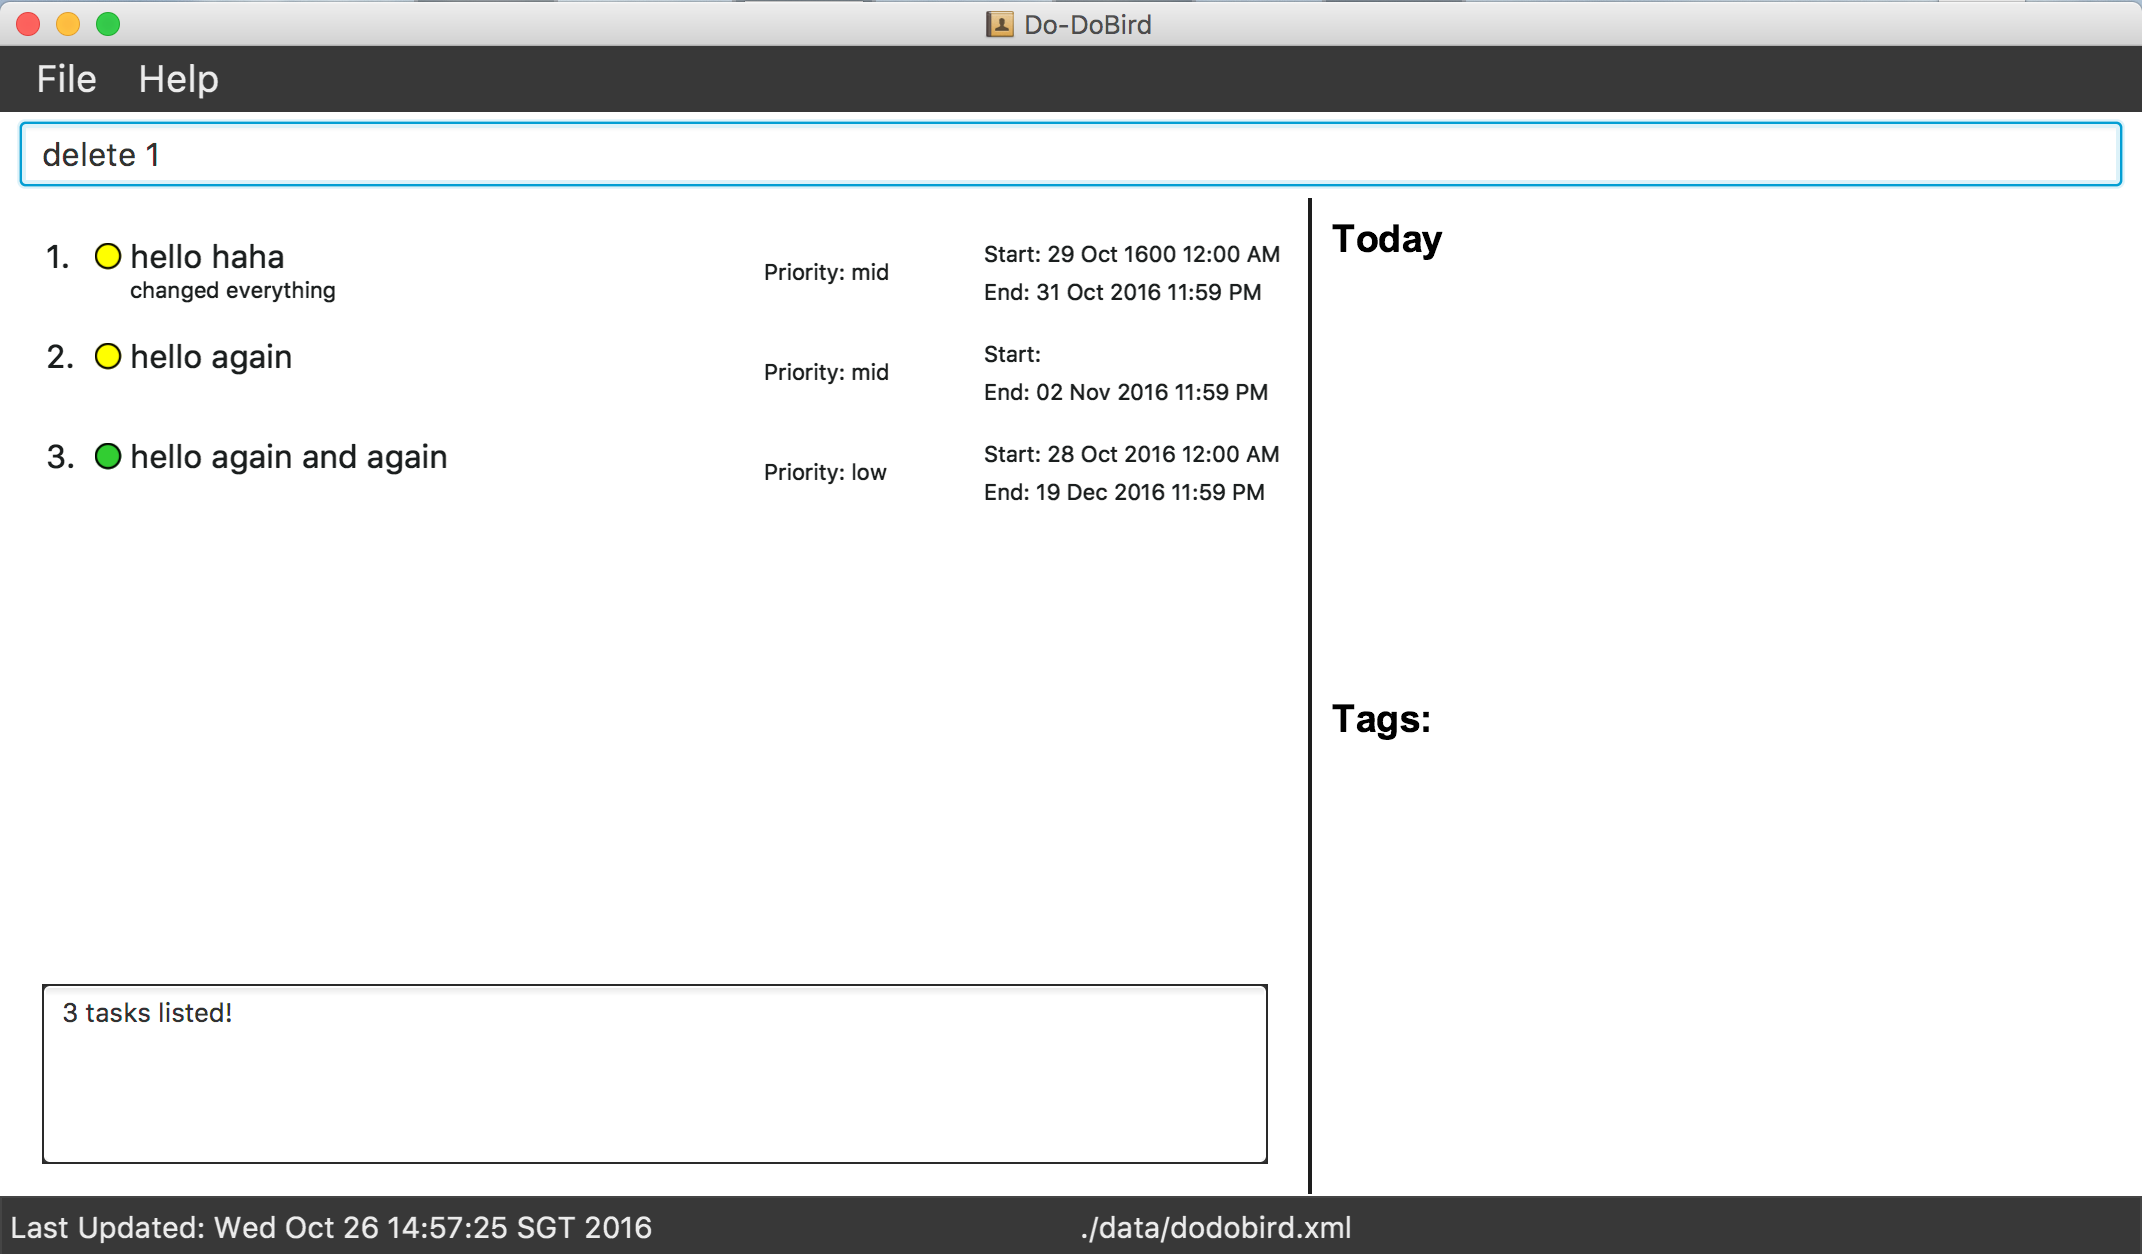 Do-DoBird
File Help
delete 1
1. hello haha
changed everything
Priority: mid
Start: 29 Oct 1600 12:00 AM
End: 31 Oct 2016 11:59 PM
2. hello again
Priority: mid
Start:
End: 02 Nov 2016 11:59 PM
3. hello again and again
Priority: low
Start: 28 Oct 2016 12:00 AM
End: 19 Dec 2016 11:59 PM
3 tasks listed!
Today
Tags:
Last Updated: Wed Oct 26 14:57:25 SGT 2016
./data/dodobird.xml